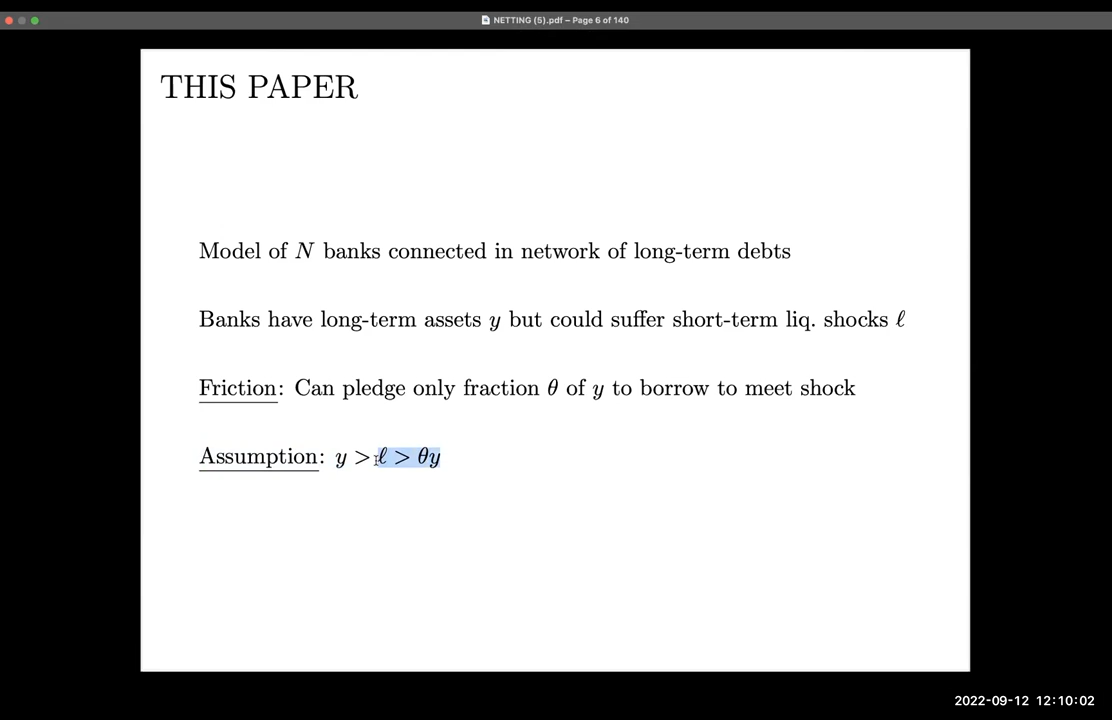 NETTING (5).pdf – Page 6 of 140
THIS PAPER
Model of N banks connected in network of long-term debts
Banks have long-term assets y but could suffer short-term liq. shocks ℓ
Friction: Can pledge only fraction θ of y to borrow to meet shock
Assumption: y > ℓ > θy
2022-09-12 12:10:02